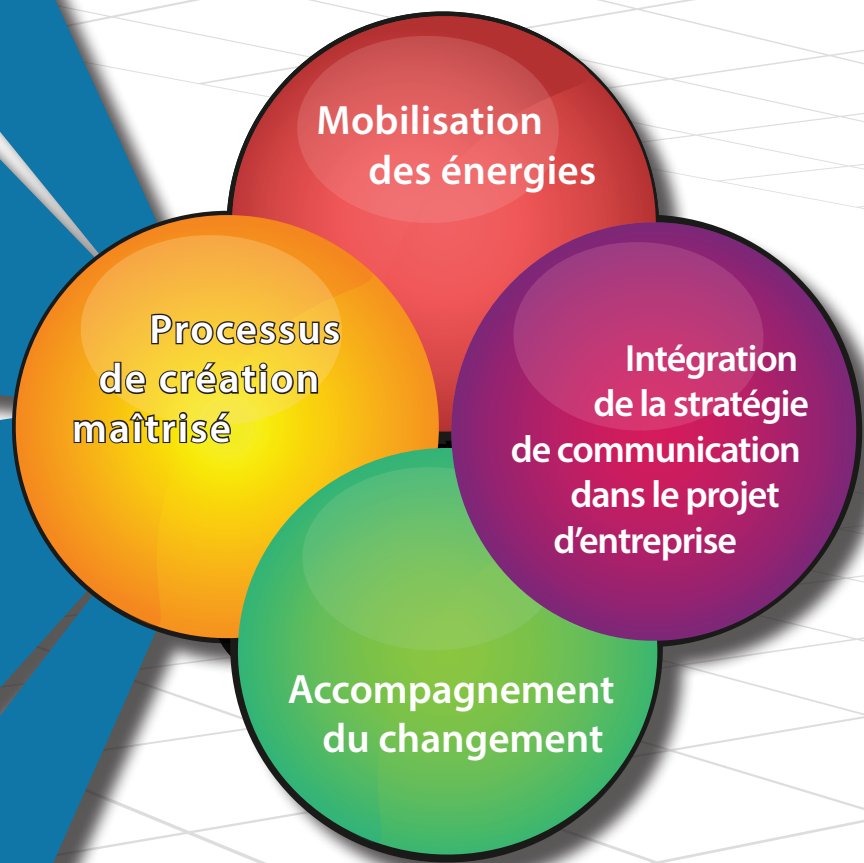 Mobilisation
des énergies
Processus
de création
maîtrisé
Intégration
de la stratégie
de communication
dans le projet
d’entreprise
Accompagnement
du changement